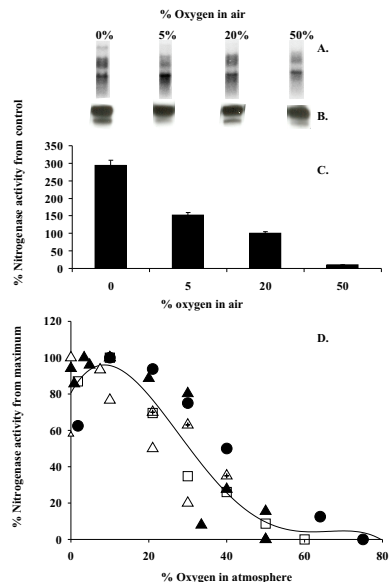 % Oxygen in air
0% 5% 20% 50%
A.
B.
% Nitrogenase activity from control
350
300
250
200
150
100
50
0
C.
0 5 20 50
% oxygen in air
% Nitrogenase activity from maximum
120
100
80
60
40
20
0
D.
0 20 40 60 80
% Oxygen in atmosphere